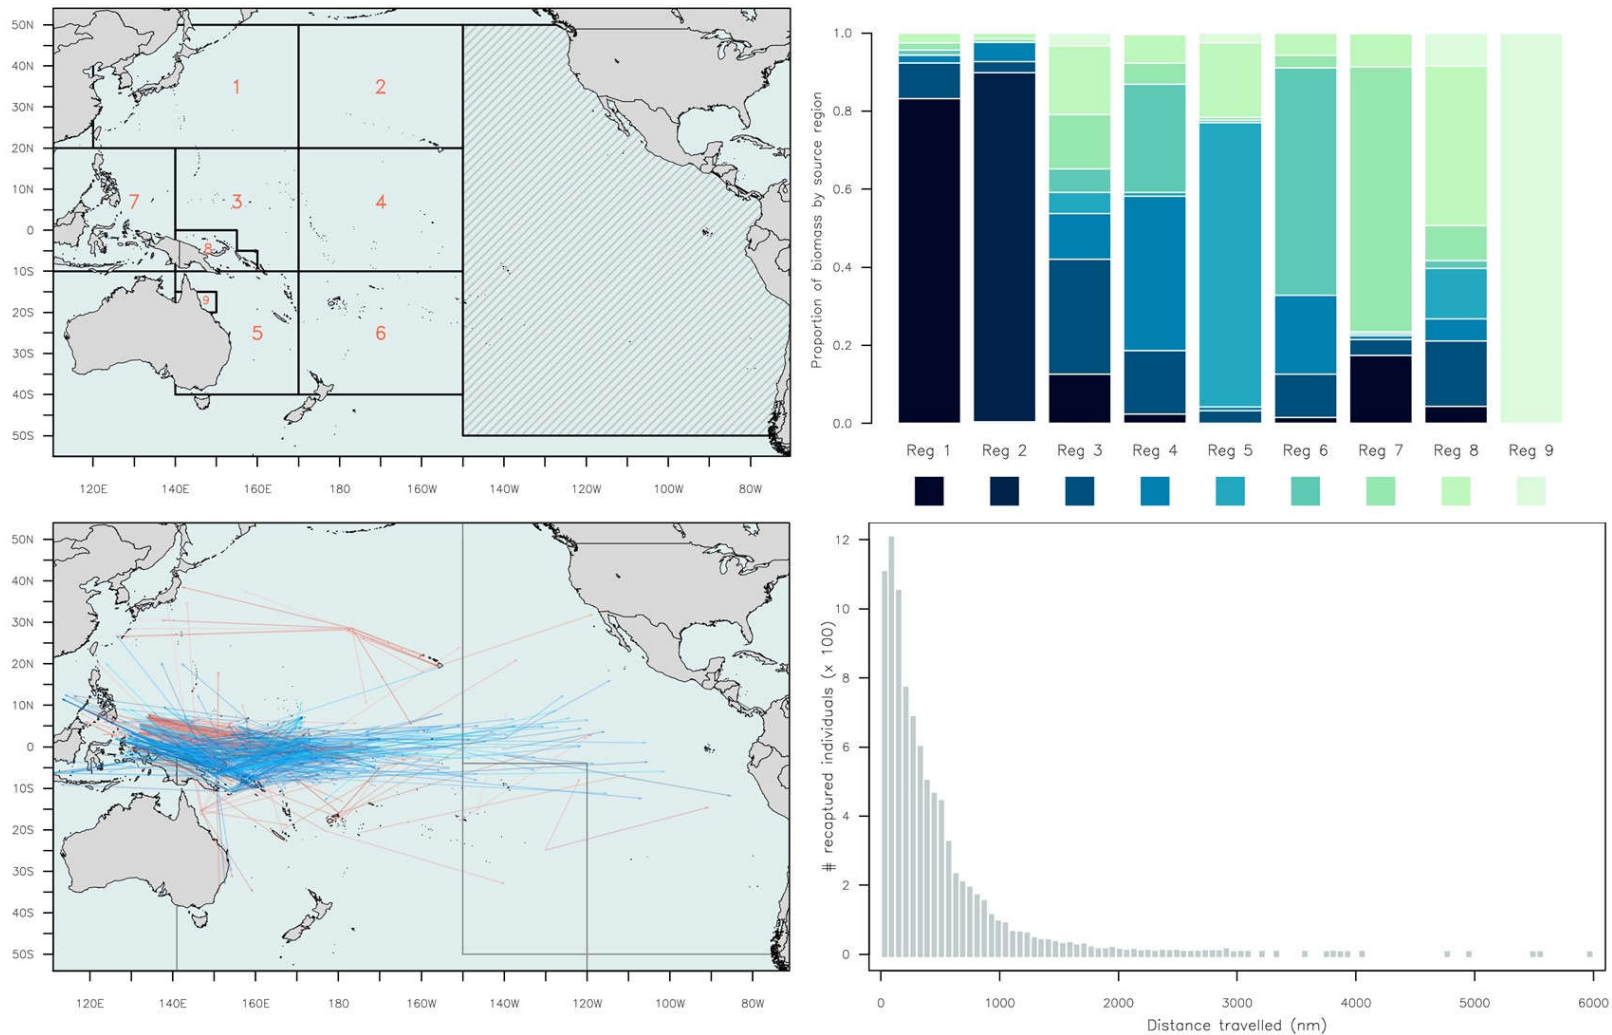 50N
40N
30N
20N
10N
0
10S
20S
30S
40S
50S
1
2
7
3
4
8
9
5
6
120E 140E 160E 180 160W 140W 120W 100W 80W
Proportion of biomass by source region
1.0
0.8
0.6
0.4
0.2
0.0
Reg 1 Reg 2 Reg 3 Reg 4 Reg 5 Reg 6 Reg 7 Reg 8 Reg 9
50N
40N
30N
20N
10N
0
10S
20S
30S
40S
50S
120E 140E 160E 180 160W 140W 120W 100W 80W
# recaptured individuals (x 100)
12
10
8
6
4
2
0
0 1000 2000 3000 4000 5000 6000
Distance travelled (nm)